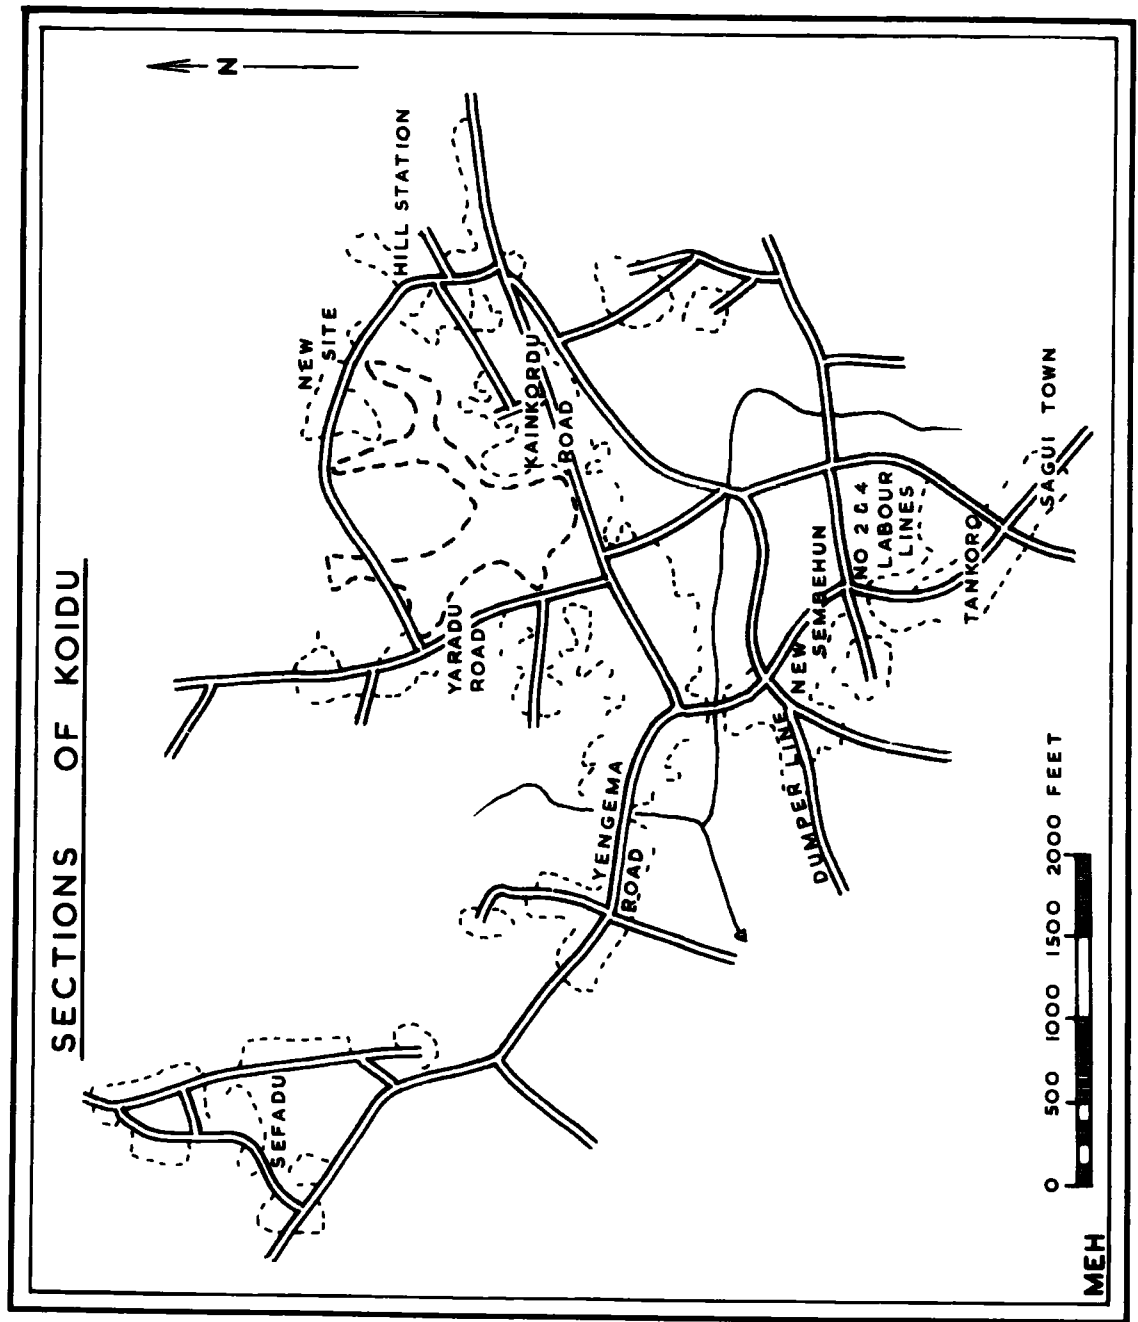 SECTIONS OF KOIDU
N
HILL STATION
NEW
SITE
KAINKORDU
ROAD
YARADU
ROAD
SEFADU
YENGEMA
ROAD
NEW
SEMBEHUN
NO 2 & 4
LABOUR
LINES
DUMPER LINE
TANKORO
SAGUI TOWN
0 500 1000 1500 2000 FEET
MEH